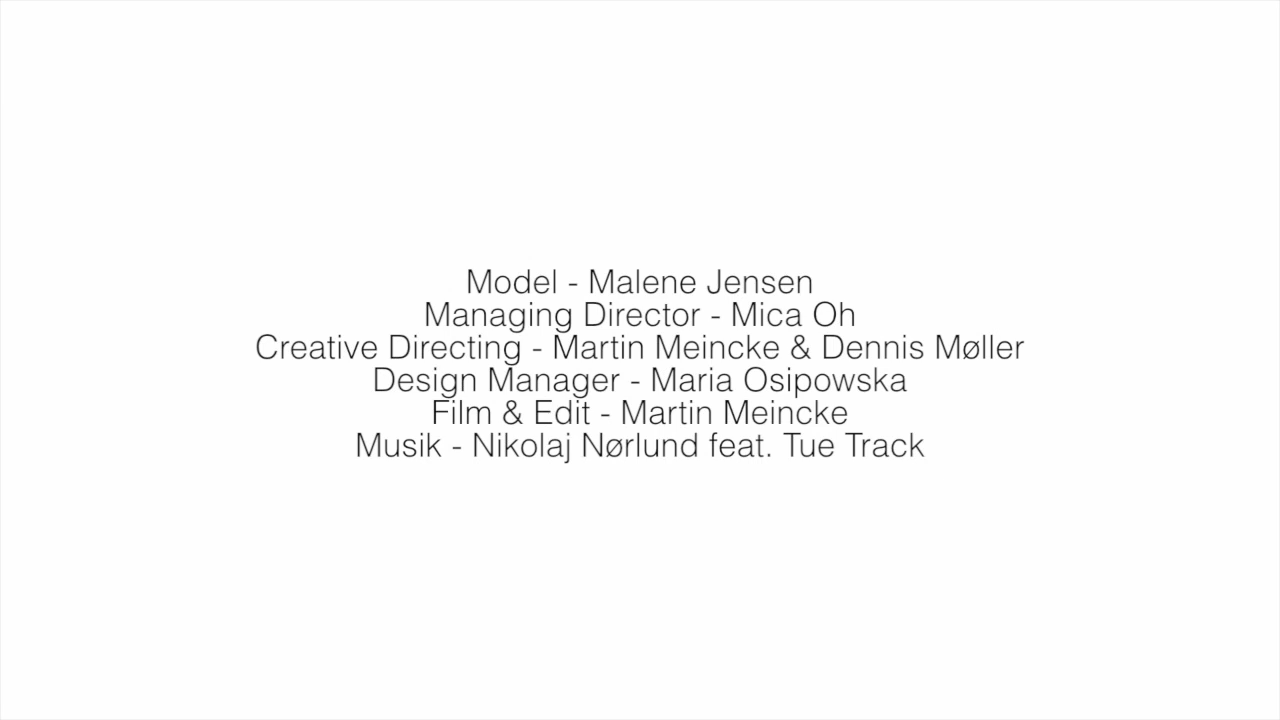 Model - Malene Jensen
Managing Director - Mica Oh
Creative Directing - Martin Meincke & Dennis Møller
Design Manager - Maria Osipowska
Film & Edit - Martin Meincke
Musik - Nikolaj Nørlund feat. Tue Track